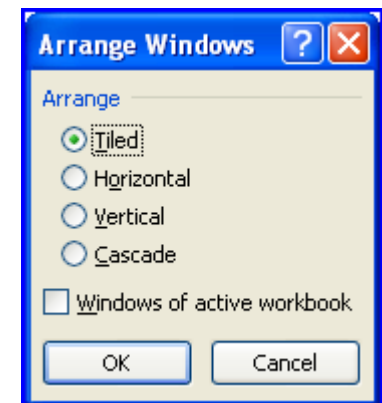 Arrange Windows ?
Arrange
Tiled
Horizontal
Vertical
Cascade
Windows of active workbook
OK Cancel